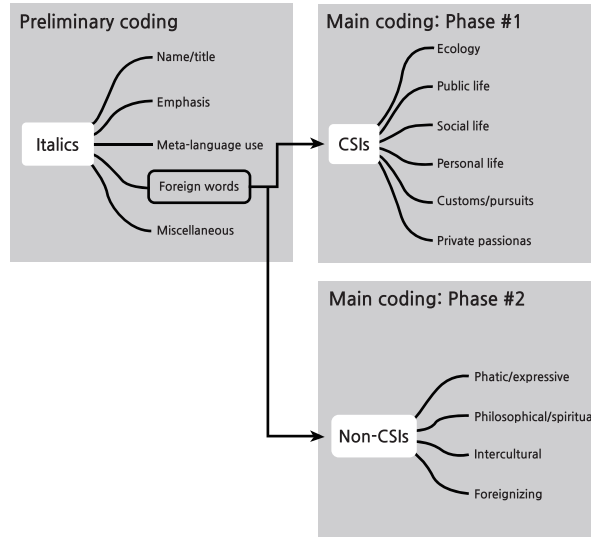 Preliminary coding
Name/title
Emphasis
Italics
Meta-language use
Foreign words
Miscellaneous
Main coding: Phase #1
Ecology
Public life
Social life
CSIs
Personal life
Customs/pursuits
Private passionas
Main coding: Phase #2
Phatic/expressive
Philosophical/spiritua
Non-CSIs
Intercultural
Foreignizing